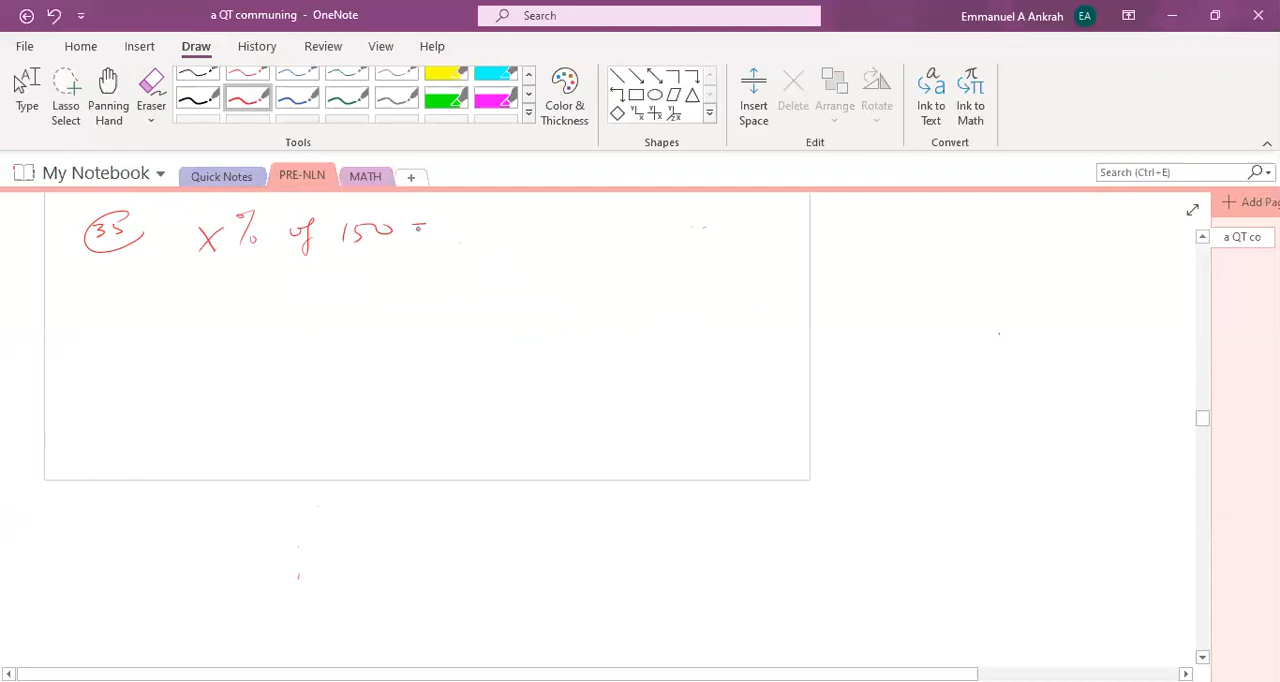 a QT communing - OneNote
Search
Emmanuel A Ankrah
EA
File Home Insert Draw History Review View Help
Type
Lasso Select
Panning Hand
Eraser
Color & Thickness
Insert Space
Delete
Arrange
Rotate
Ink to Text
Ink to Math
Tools
Shapes
Edit
Convert
My Notebook
Quick Notes
PRE-NLN
MATH
+
Search (Ctrl+E)
Add Pag
a QT co
35 x% of 150 =